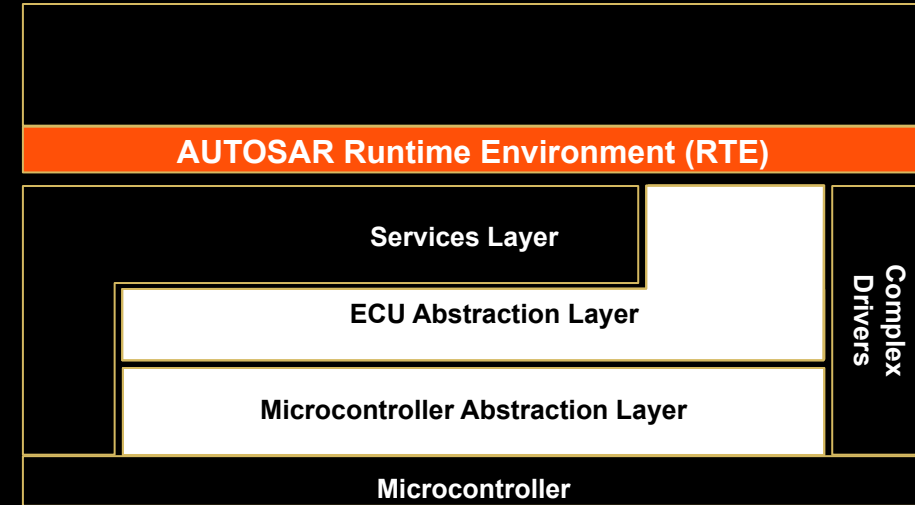 AUTOSAR Runtime Environment (RTE)
Services Layer
ECU Abstraction Layer
Complex
Drivers
Microcontroller Abstraction Layer
Microcontroller